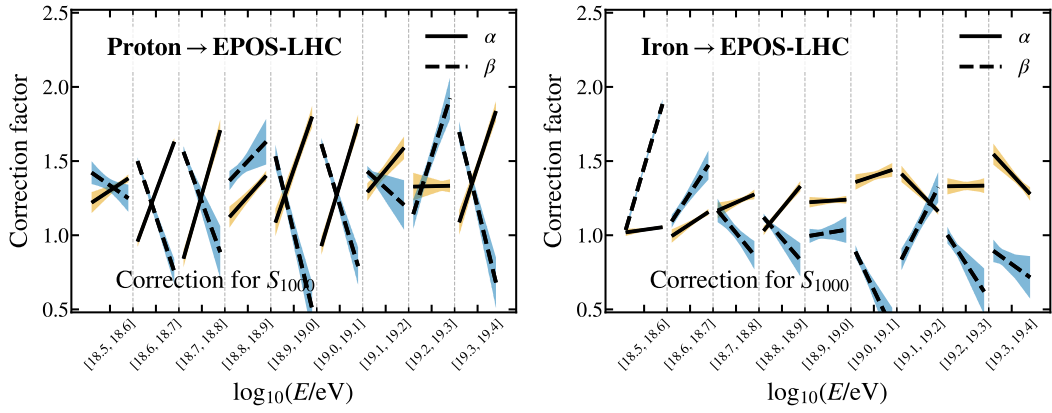 Proton → EPOS-LHC
α
β
Correction for S1000
Correction factor
2.5
2.0
1.5
1.0
0.5
[18.5, 18.6]
[18.6, 18.7]
[18.7, 18.8]
[18.8, 18.9]
[18.9, 19.0]
[19.0, 19.1]
[19.1, 19.2]
[19.2, 19.3]
[19.3, 19.4]
log10(E/eV)
Iron → EPOS-LHC
α
β
Correction for S1000
Correction factor
2.5
2.0
1.5
1.0
0.5
[18.5, 18.6]
[18.6, 18.7]
[18.7, 18.8]
[18.8, 18.9]
[18.9, 19.0]
[19.0, 19.1]
[19.1, 19.2]
[19.2, 19.3]
[19.3, 19.4]
log10(E/eV)